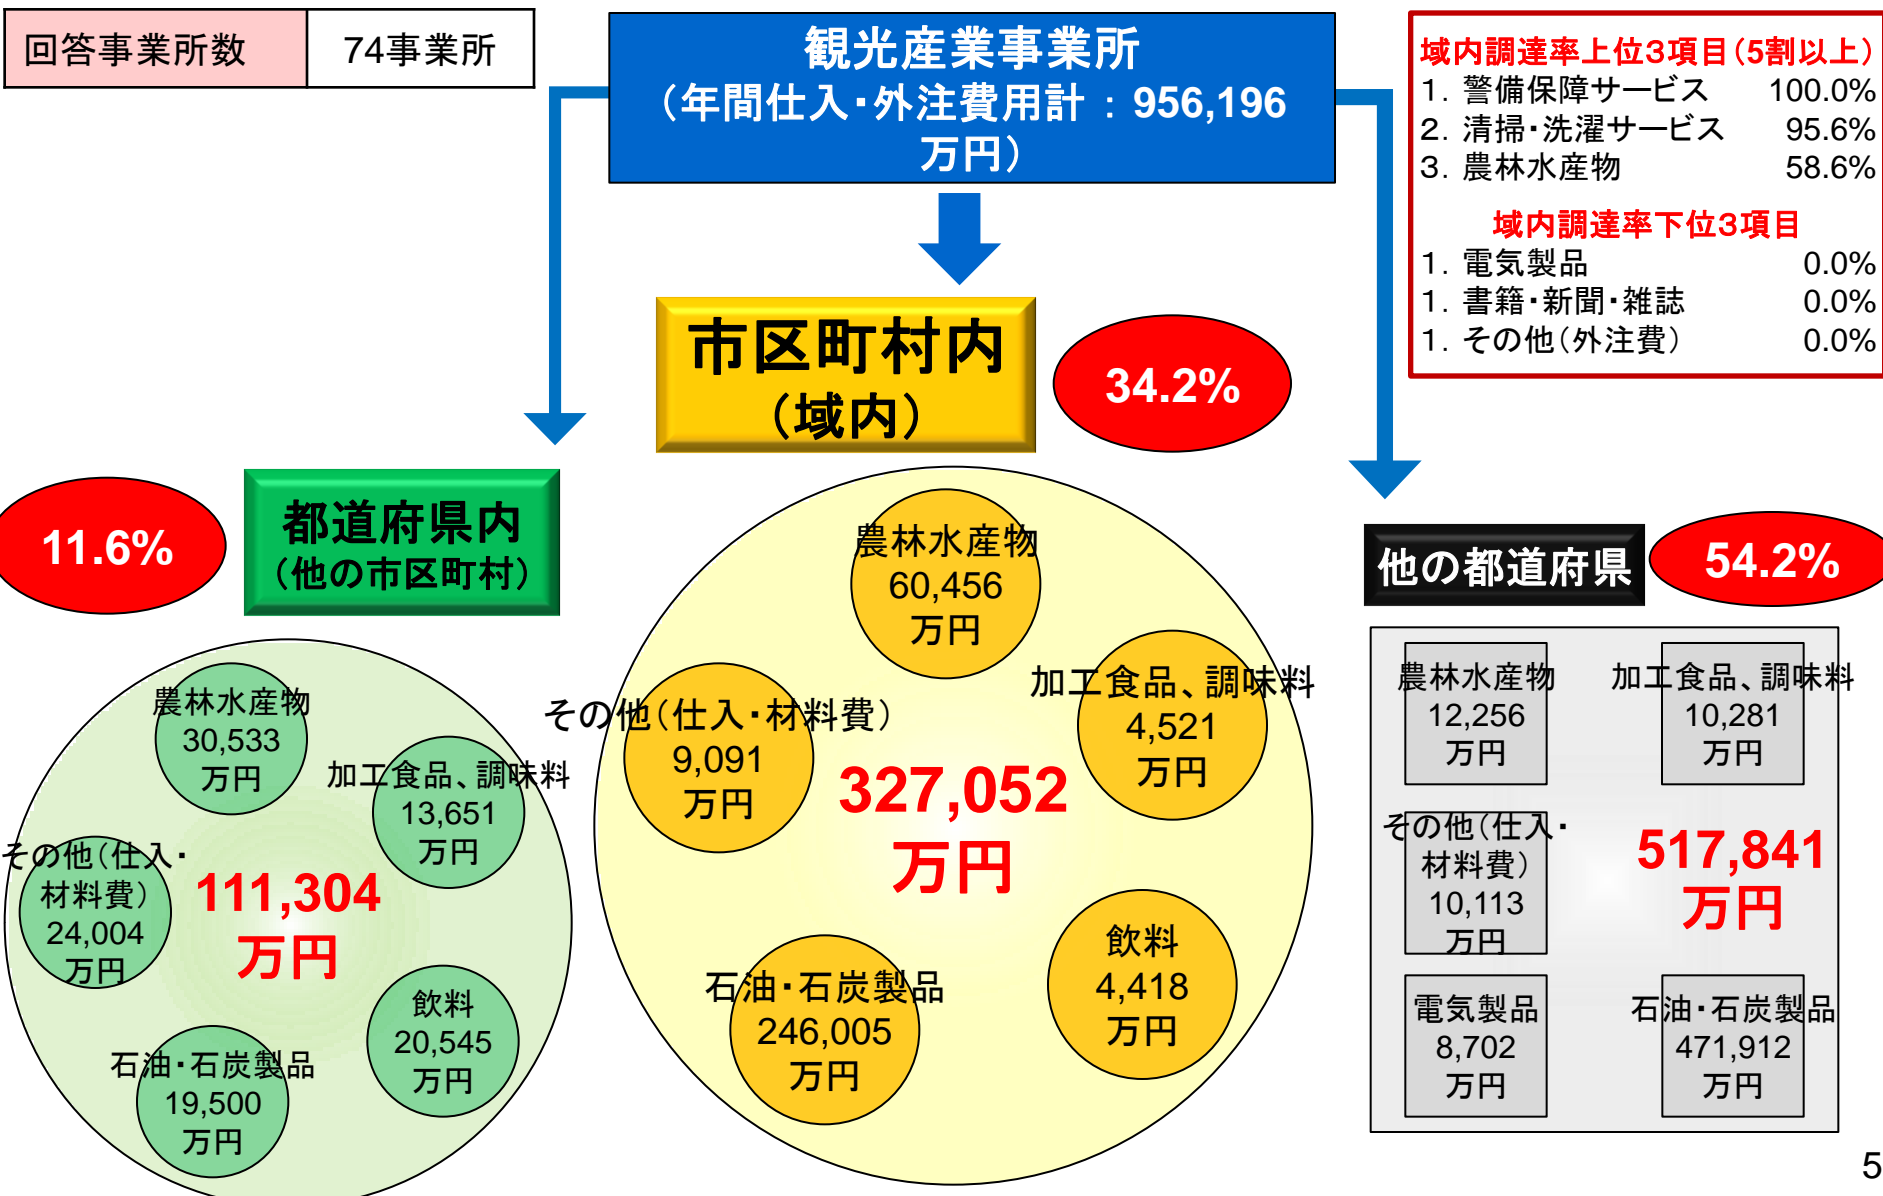 回答事業所数
74事業所
観光産業事業所
（年間仕入・外注費用計：956,196
万円）
域内調達率上位3項目（5割以上）
1. 警備保障サービス 100.0%
2. 清掃・洗濯サービス 95.6%
3. 農林水産物 58.6%
域内調達率下位3項目
1. 電気製品 0.0%
1. 書籍・新聞・雑誌 0.0%
1. その他（外注費） 0.0%
市区町村内
（域内）
34.2%
11.6%
都道府県内
（他の市区町村）
他の都道府県
54.2%
農林水産物
30,533
万円
加工食品、調味料
13,651
万円
その他（仕入・
材料費）
24,004
万円
111,304
万円
飲料
20,545
万円
石油・石炭製品
19,500
万円
農林水産物
60,456
万円
加工食品、調味料
4,521
万円
その他（仕入・材料費）
9,091
万円
327,052
万円
飲料
4,418
万円
石油・石炭製品
246,005
万円
農林水産物
12,256
万円
加工食品、調味料
10,281
万円
その他（仕入・
材料費）
10,113
万円
517,841
万円
電気製品
8,702
万円
石油・石炭製品
471,912
万円
5